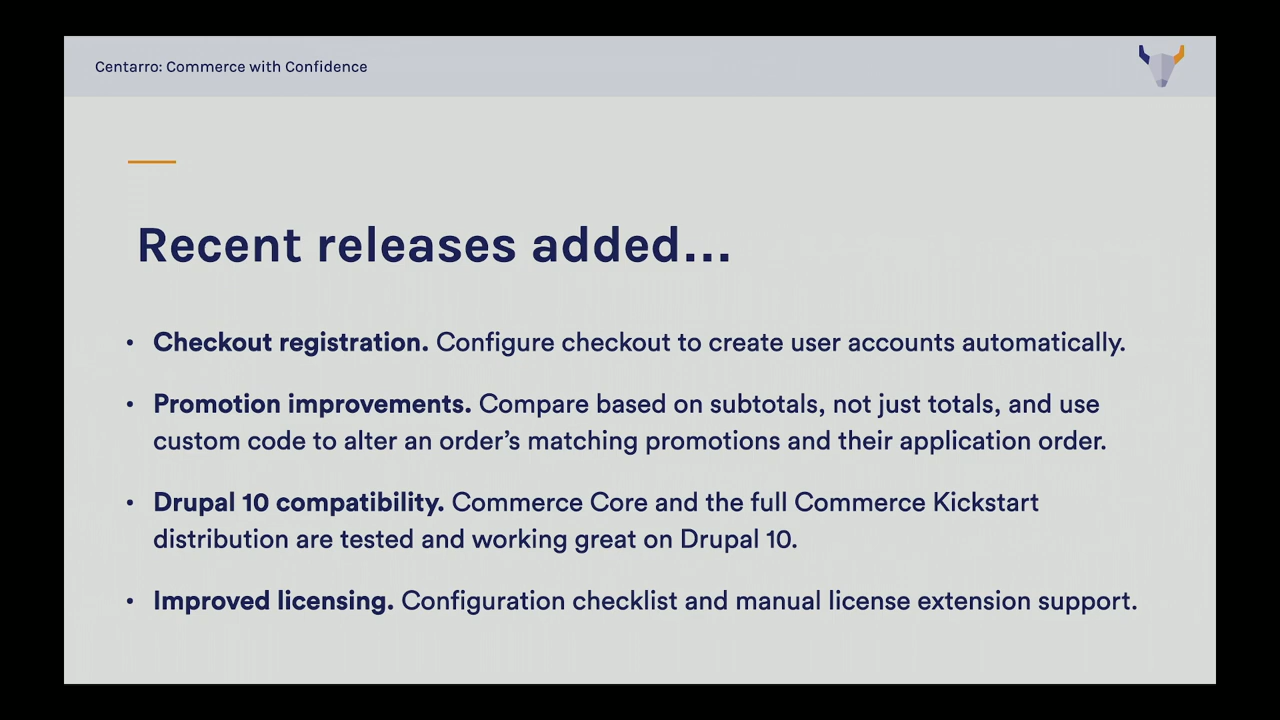 Centarro: Commerce with Confidence
Recent releases added...
• Checkout registration. Configure checkout to create user accounts automatically.
• Promotion improvements. Compare based on subtotals, not just totals, and use
custom code to alter an order’s matching promotions and their application order.
• Drupal 10 compatibility. Commerce Core and the full Commerce Kickstart
distribution are tested and working great on Drupal 10.
• Improved licensing. Configuration checklist and manual license extension support.